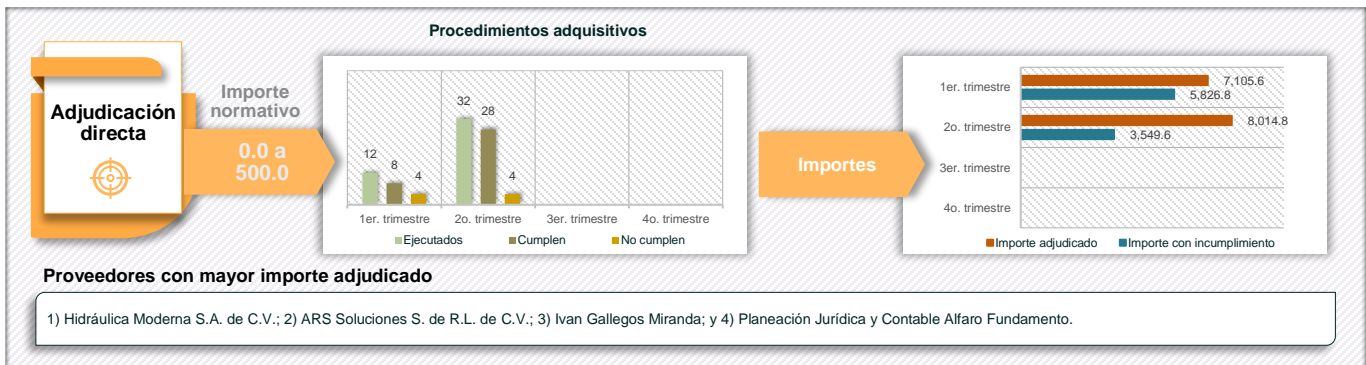 Procedimientos adquisitivos
Adjudicación
directa
Importe
normativo
0.0 a
500.0
12
8
4
32
28
4
1er. trimestre
2o. trimestre
3er. trimestre
4o. trimestre
Ejecutados
Cumplen
No cumplen
Importes
1er. trimestre
7,105.6
5,826.8
2o. trimestre
8,014.8
3,549.6
3er. trimestre
4o. trimestre
Importe adjudicado
Importe con incumplimiento
Proveedores con mayor importe adjudicado
1) Hidráulica Moderna S.A. de C.V.; 2) ARS Soluciones S. de R.L. de C.V.; 3) Ivan Gallegos Miranda; y 4) Planeación Jurídica y Contable Alfaro Fundamento.